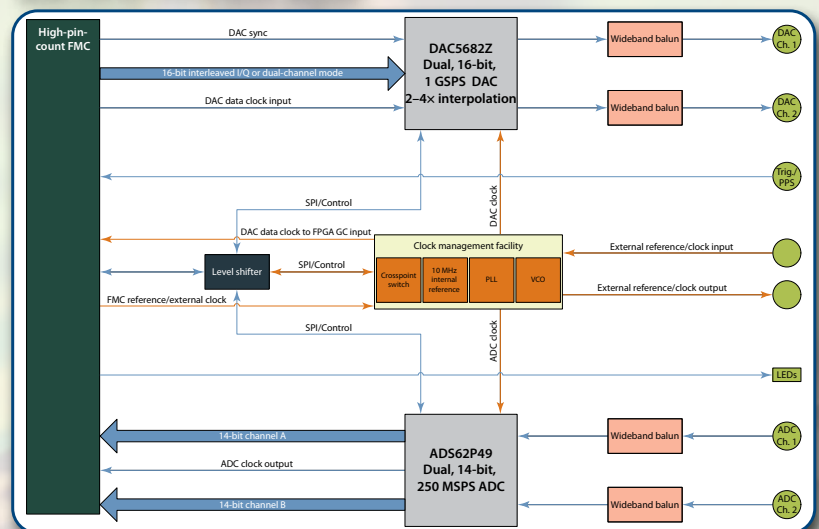 High-pin-
count FMC
DAC sync
16-bit interleaved I/Q or dual-channel mode
DAC data clock input
DAC5682Z
Dual, 16-bit,
1 GSPS DAC
2–4× interpolation
Wideband balun
DAC
Ch. 1
Wideband balun
DAC
Ch. 2
Trig./
PPS
SPI/Control
DAC clock
DAC data clock to FPGA GC input
Clock management facility
Crosspoint
switch
10 MHz
internal
reference
PLL
VCO
External reference/clock input
Level shifter
SPI/Control
External reference/clock output
FMC reference/external clock
SPI/Control
ADC clock
LEDs
14-bit channel A
ADC clock output
14-bit channel B
ADS62P49
Dual, 14-bit,
250 MSPS ADC
Wideband balun
ADC
Ch. 1
Wideband balun
ADC
Ch. 2